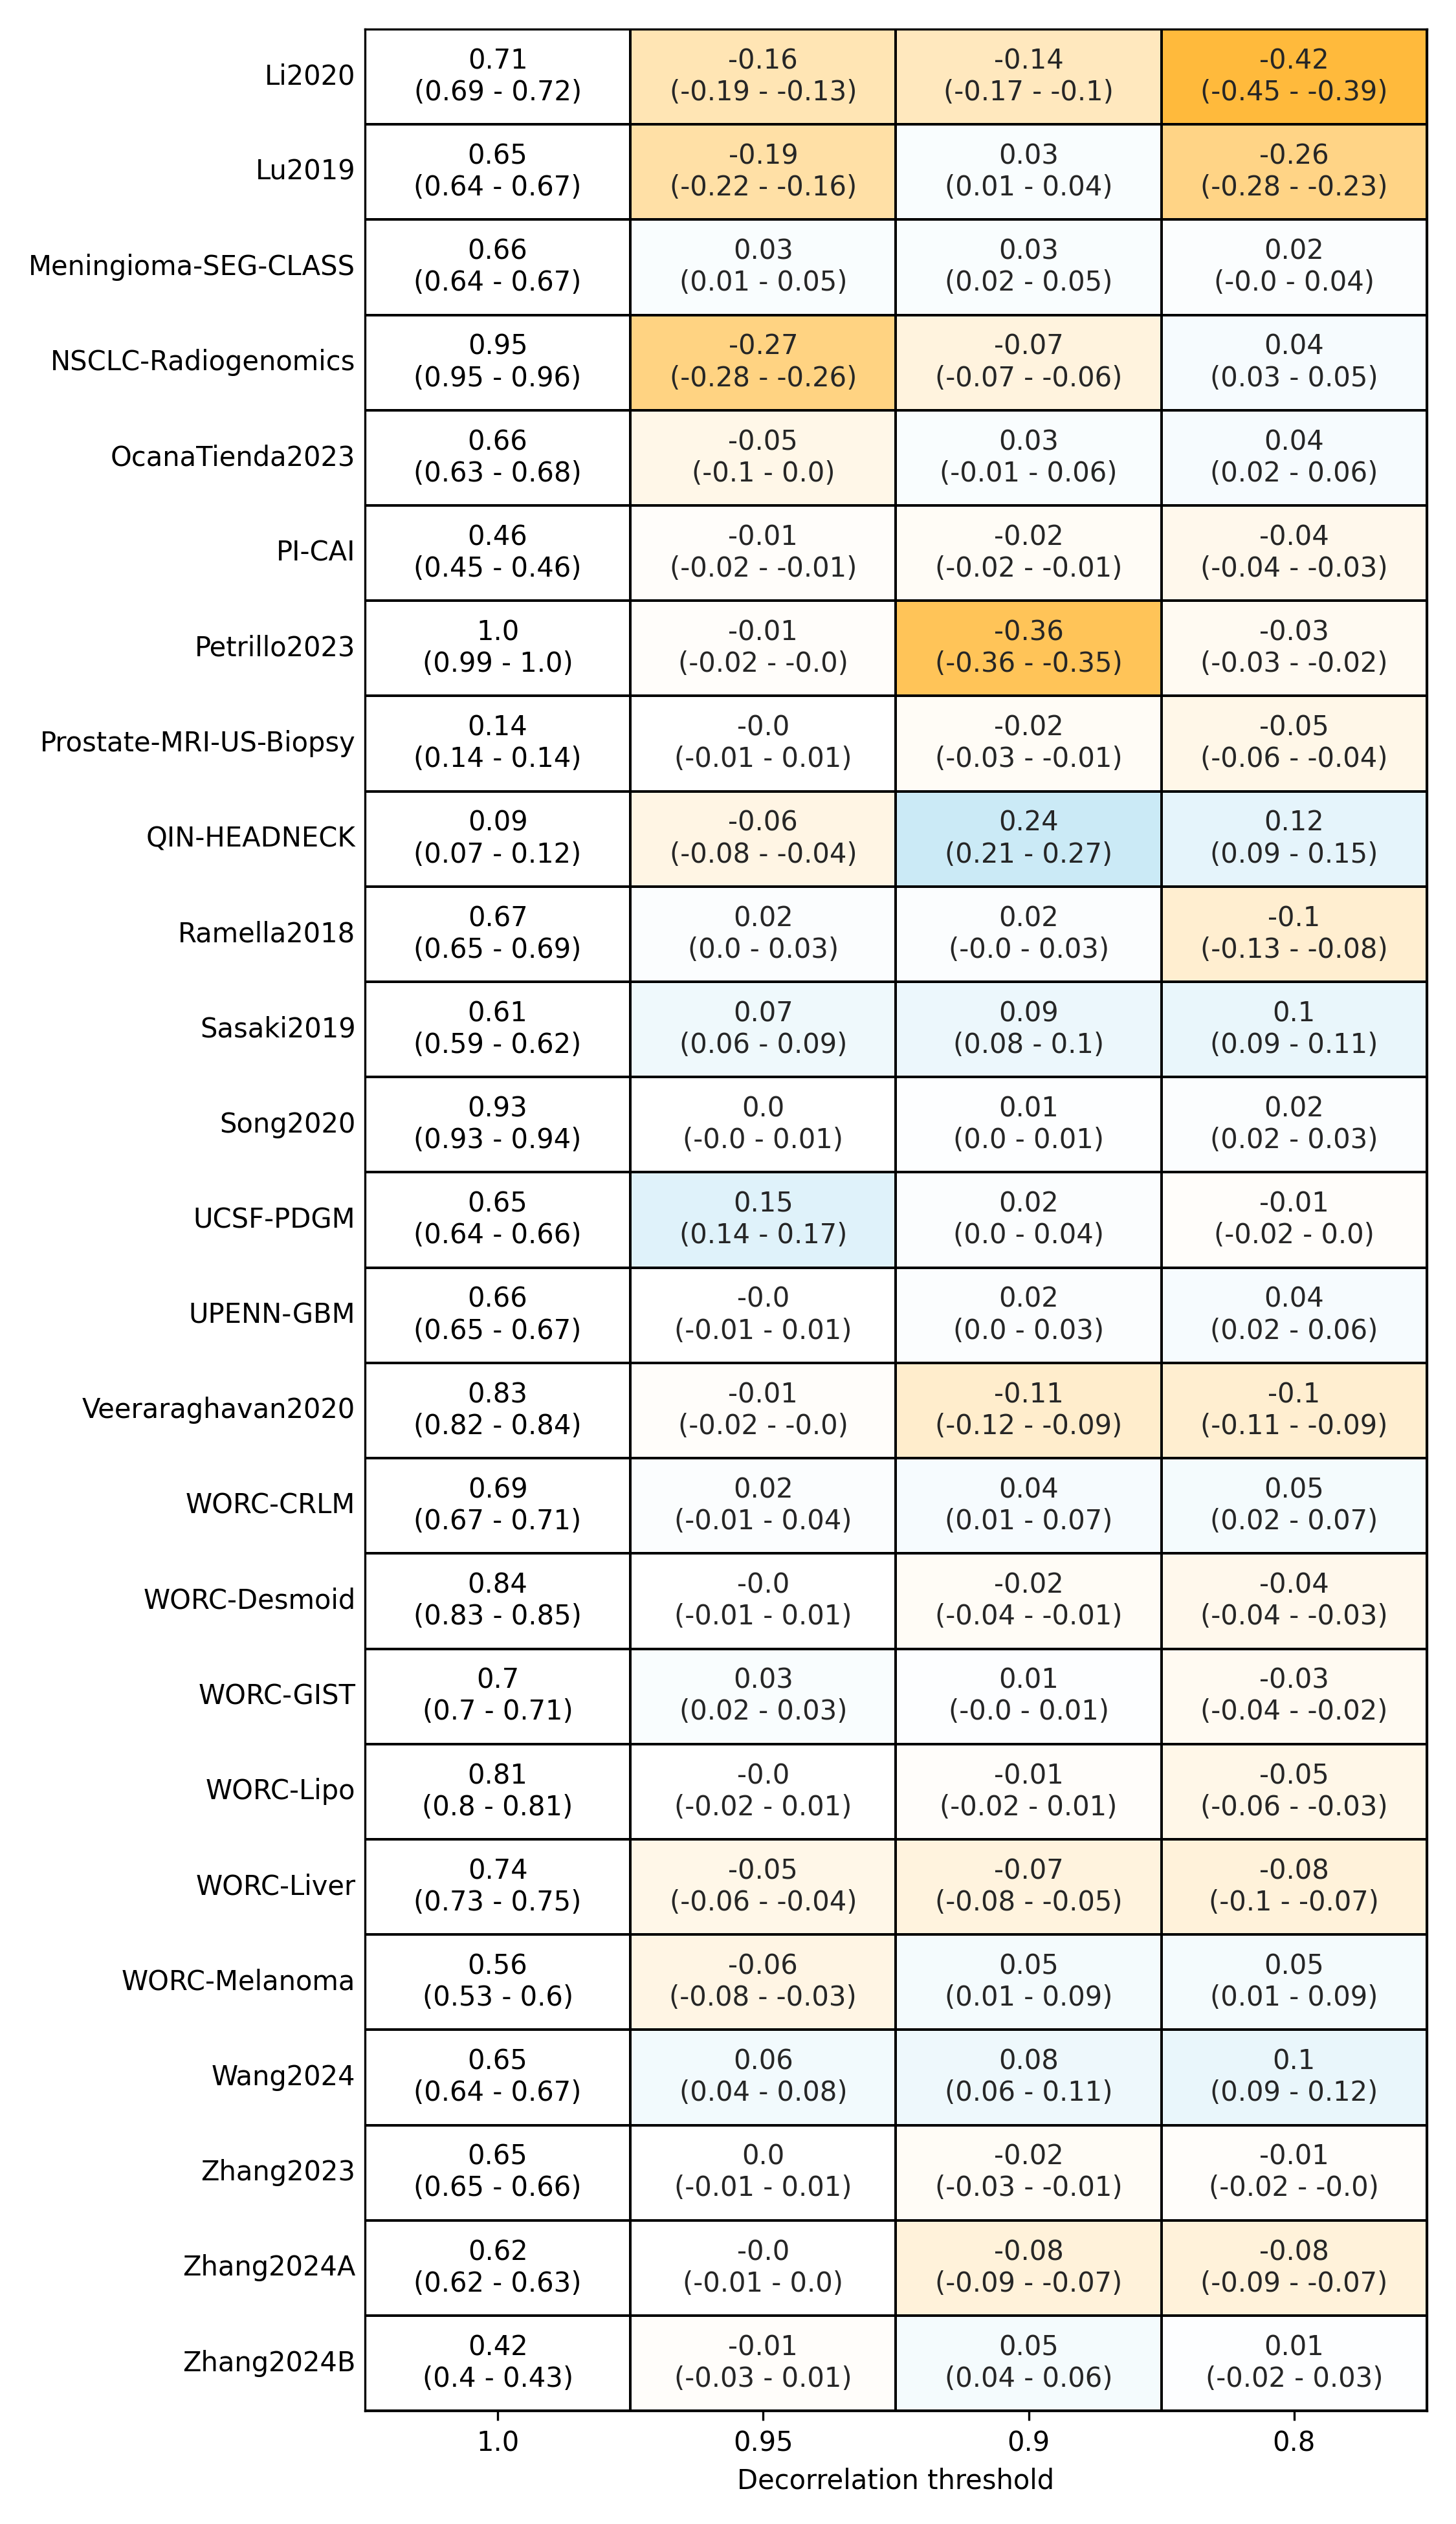 Li2020 0.71 -0.16 -0.14 -0.42
(0.69 - 0.72) (-0.19 - -0.13) (-0.17 - -0.1) (-0.45 - -0.39)
Lu2019 0.65 -0.19 0.03 -0.26
(0.64 - 0.67) (-0.22 - -0.16) (0.01 - 0.04) (-0.28 - -0.23)
Meningioma-SEG-CLASS 0.66 0.03 0.03 0.02
(0.64 - 0.67) (0.01 - 0.05) (0.02 - 0.05) (-0.0 - 0.04)
NSCLC-Radiogenomics 0.95 -0.27 -0.07 0.04
(0.95 - 0.96) (-0.28 - -0.26) (-0.07 - -0.06) (0.03 - 0.05)
OcanaTienda2023 0.66 -0.05 0.03 0.04
(0.63 - 0.68) (-0.1 - 0.0) (-0.01 - 0.06) (0.02 - 0.06)
PI-CAI 0.46 -0.01 -0.02 -0.04
(0.45 - 0.46) (-0.02 - -0.01) (-0.02 - -0.01) (-0.04 - -0.03)
Petrillo2023 1.0 -0.01 -0.36 -0.03
(0.99 - 1.0) (-0.02 - -0.0) (-0.36 - -0.35) (-0.03 - -0.02)
Prostate-MRI-US-Biopsy 0.14 -0.0 -0.02 -0.05
(0.14 - 0.14) (-0.01 - 0.01) (-0.03 - -0.01) (-0.06 - -0.04)
QIN-HEADNECK 0.09 -0.06 0.24 0.12
(0.07 - 0.12) (-0.08 - -0.04) (0.21 - 0.27) (0.09 - 0.15)
Ramella2018 0.67 0.02 0.02 -0.1
(0.65 - 0.69) (0.0 - 0.03) (-0.0 - 0.03) (-0.13 - -0.08)
Sasaki2019 0.61 0.07 0.09 0.1
(0.59 - 0.62) (0.06 - 0.09) (0.08 - 0.1) (0.09 - 0.11)
Song2020 0.93 0.0 0.01 0.02
(0.93 - 0.94) (-0.0 - 0.01) (0.0 - 0.01) (0.02 - 0.03)
UCSF-PDGM 0.65 0.15 0.02 -0.01
(0.64 - 0.66) (0.14 - 0.17) (0.0 - 0.04) (-0.02 - 0.0)
UPENN-GBM 0.66 -0.0 0.02 0.04
(0.65 - 0.67) (-0.01 - 0.01) (0.0 - 0.03) (0.02 - 0.06)
Veeraraghavan2020 0.83 -0.01 -0.11 -0.1
(0.82 - 0.84) (-0.02 - -0.0) (-0.12 - -0.09) (-0.11 - -0.09)
WORC-CRLM 0.69 0.02 0.04 0.05
(0.67 - 0.71) (-0.01 - 0.04) (0.01 - 0.07) (0.02 - 0.07)
WORC-Desmoid 0.84 -0.0 -0.02 -0.04
(0.83 - 0.85) (-0.01 - 0.01) (-0.04 - -0.01) (-0.04 - -0.03)
WORC-GIST 0.7 0.03 0.01 -0.03
(0.7 - 0.71) (0.02 - 0.03) (-0.0 - 0.01) (-0.04 - -0.02)
WORC-Lipo 0.81 -0.0 -0.01 -0.05
(0.8 - 0.81) (-0.02 - 0.01) (-0.02 - 0.01) (-0.06 - -0.03)
WORC-Liver 0.74 -0.05 -0.07 -0.08
(0.73 - 0.75) (-0.06 - -0.04) (-0.08 - -0.05) (-0.1 - -0.07)
WORC-Melanoma 0.56 -0.06 0.05 0.05
(0.53 - 0.6) (-0.08 - -0.03) (0.01 - 0.09) (0.01 - 0.09)
Wang2024 0.65 0.06 0.08 0.1
(0.64 - 0.67) (0.04 - 0.08) (0.06 - 0.11) (0.09 - 0.12)
Zhang2023 0.65 0.0 -0.02 -0.01
(0.65 - 0.66) (-0.01 - 0.01) (-0.03 - -0.01) (-0.02 - -0.0)
Zhang2024A 0.62 -0.0 -0.08 -0.08
(0.62 - 0.63) (-0.01 - 0.0) (-0.09 - -0.07) (-0.09 - -0.07)
Zhang2024B 0.42 -0.01 0.05 0.01
(0.4 - 0.43) (-0.03 - 0.01) (0.04 - 0.06) (-0.02 - 0.03)
1.0 0.95 0.9 0.8
Decorrelation threshold